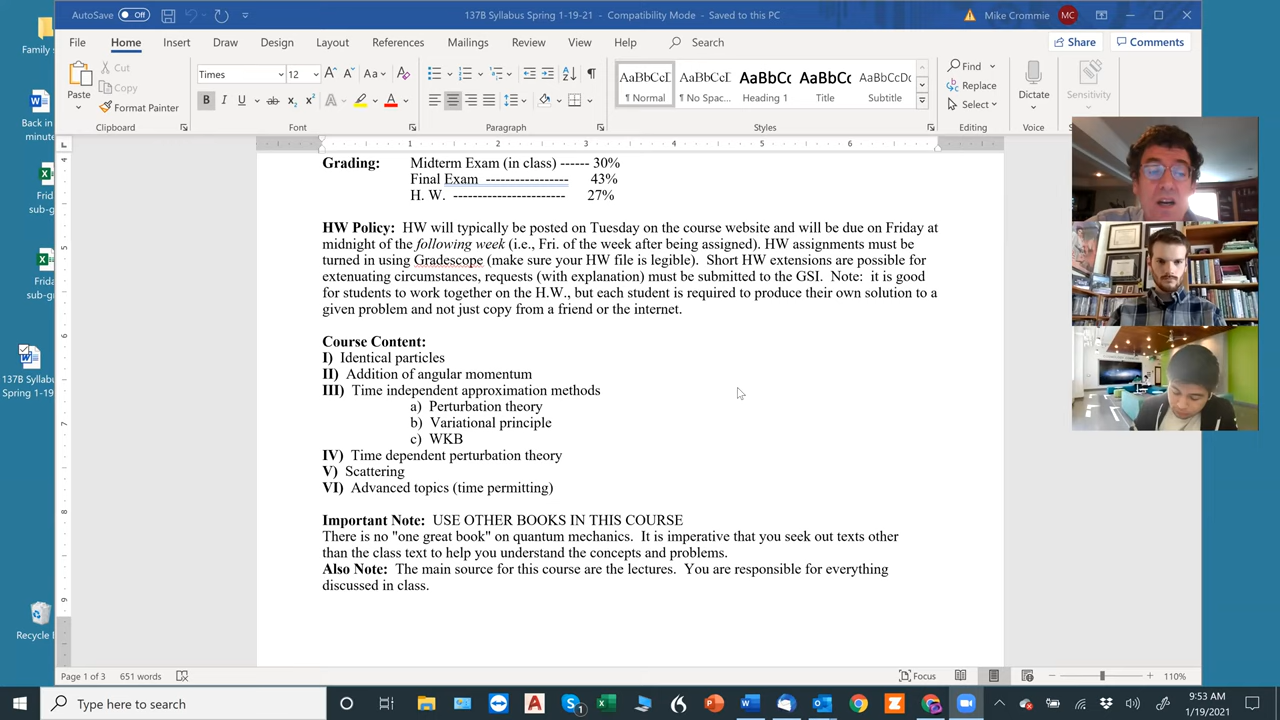 AutoSave Off
137B Syllabus Spring 1-19-21 - Compatibility Mode - Saved to this PC
Mike Crommie MC
File Home Insert Draw Design Layout References Mailings Review View Help Search
Share Comments
Paste
Cut
Copy
Format Painter
Clipboard
Times 12
Font
Paragraph
AaBbCcI AaBbCcI AaBbCc AaBbCc AaBbCcD
¶ Normal ¶ No Spac... Heading 1 Title Subtitle
Styles
Find
Replace
Select
Editing
Dictate
Voice
Sensitivity
Family
Back in
minute
Frid
sub-g
Frid
sub-g
137B Syllabus
Spring 1-19-
Recycle
Grading: Midterm Exam (in class) ------ 30%
Final Exam ----------------- 43%
H. W. ----------------------- 27%
HW Policy: HW will typically be posted on Tuesday on the course website and will be due on Friday at
midnight of the following week (i.e., Fri. of the week after being assigned). HW assignments must be
turned in using Gradescope (make sure your HW file is legible). Short HW extensions are possible for
extenuating circumstances, requests (with explanation) must be submitted to the GSI. Note: it is good
for students to work together on the H.W., but each student is required to produce their own solution to a
given problem and not just copy from a friend or the internet.
Course Content:
I) Identical particles
II) Addition of angular momentum
III) Time independent approximation methods
a) Perturbation theory
b) Variational principle
c) WKB
IV) Time dependent perturbation theory
V) Scattering
VI) Advanced topics (time permitting)
Important Note: USE OTHER BOOKS IN THIS COURSE
There is no "one great book" on quantum mechanics. It is imperative that you seek out texts other
than the class text to help you understand the concepts and problems.
Also Note: The main source for this course are the lectures. You are responsible for everything
discussed in class.
Page 1 of 3 651 words
Focus
110%
Type here to search
9:53 AM
1/19/2021